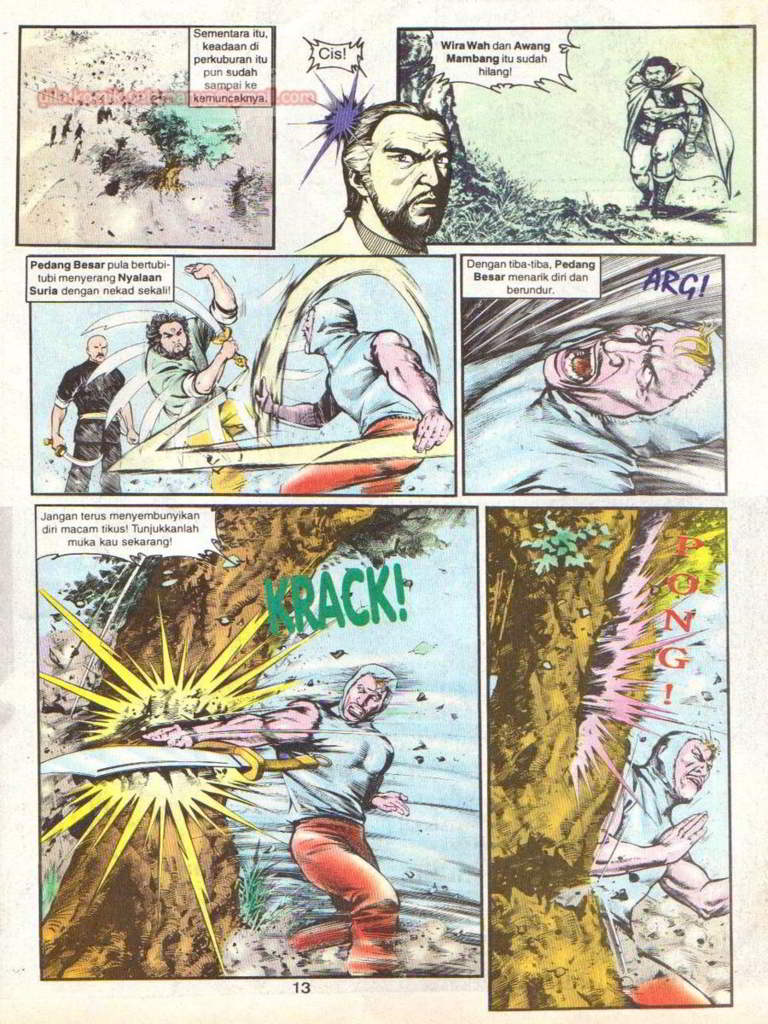 Sementara itu,
keadaan di
perkuburan itu
pun sudah
sampai ke
kemuncaknya.
Cis!
Wira Wah dan Awang
Mambang itu sudah
hilang!
Pedang Besar pula bertubi-
tubi menyerang Nyalaan
Suria dengan nekad sekali!
Dengan tiba-tiba, Pedang
Besar menarik diri dan
berundur.
ARG!
Jangan terus menyembunyikan
diri macam tikus! Tunjukkanlah
muka kau sekarang!
KRACK!
PONG!
13